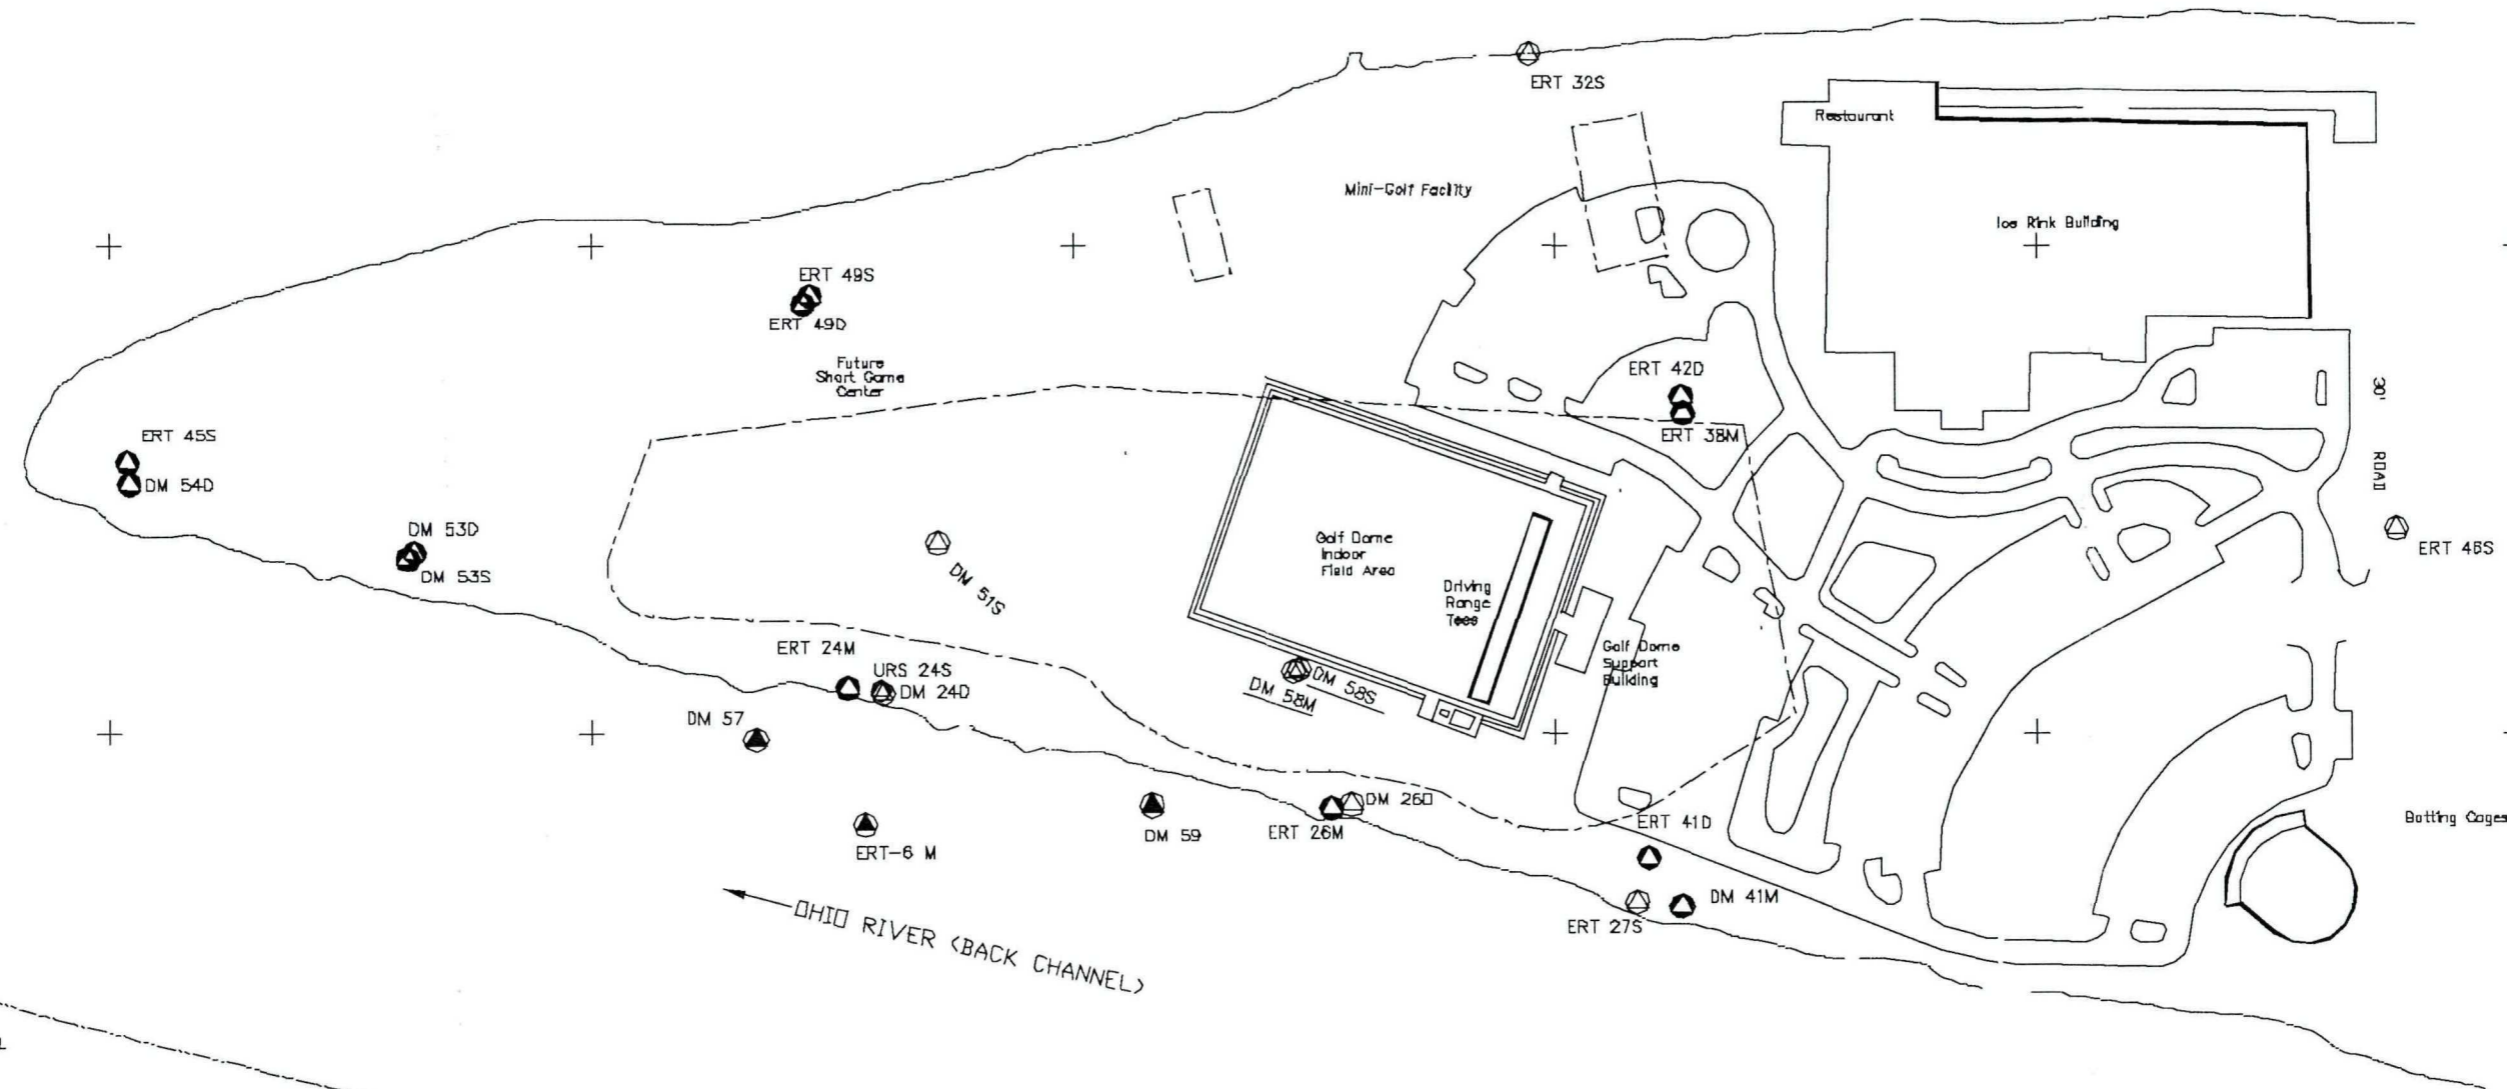 ERT 32S
Restaurant
Mini-Golf Facility
Ice Rink Building
ERT 49S
ERT 49D
Future
Short Game
Center
ERT 42D
ERT 38M
30'
ROAD
ERT 45S
DM 54D
DM 53D
DM 53S
DM 51S
Golf Dome
Indoor
Field Area
Driving
Range
Tees
ERT 46S
ERT 24M
URS 24S
DM 24D
DM 58S
DM 58M
Golf Dome
Support
Building
DM 57
DM 59
ERT-6 M
DM 26D
ERT 26M
ERT 41D
Batting Cages
DM 41M
ERT 27S
OHIO RIVER (BACK CHANNEL)